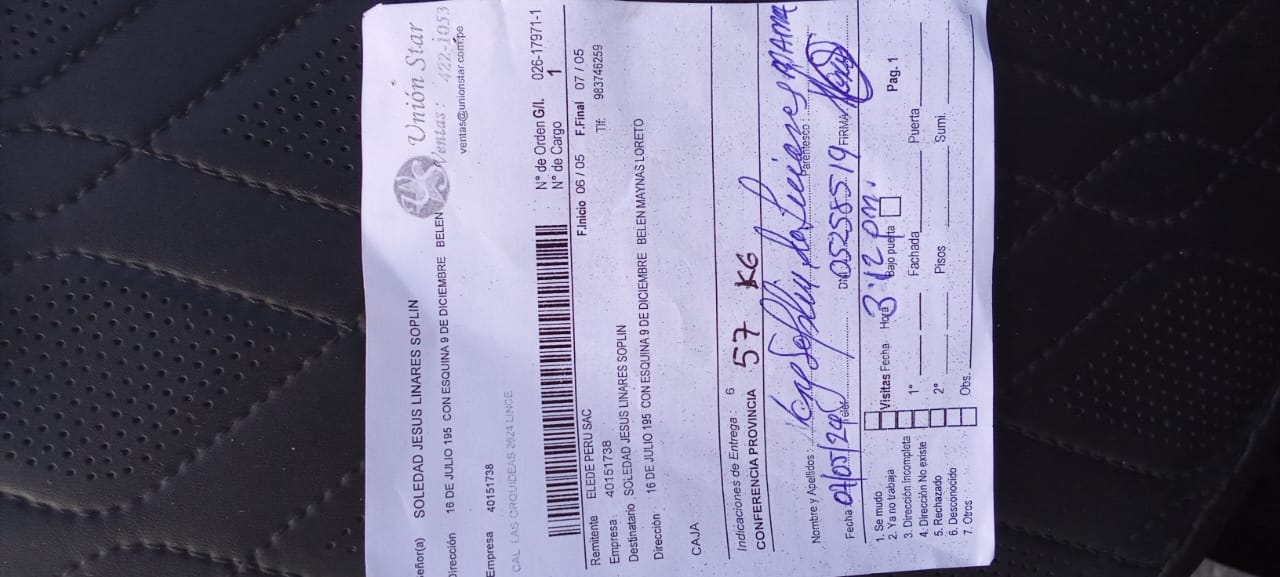 Unión Star
Ventas: 422-1053
ventas@unionstar.com.pe
eñor(a) SOLEDAD JESUS LINARES SOPLIN
Dirección 16 DE JULIO 195 CON ESQUINA 9 DE DICIEMBRE BELEN
Empresa 40151738
CAL LAS ORQUIDEAS 2624 LINCE
N° de Orden G/I. 026-17971-1
N° de Cargo 1
F.Inicio 06 / 05 F.Final 07 / 05
Remitente ELEDE PERU SAC Tlf: 983746259
Empresa: 40151738
Destinatario SOLEDAD JESUS LINARES SOPLIN
Dirección 16 DE JULIO 195 CON ESQUINA 9 DE DICIEMBRE BELEN MAYNAS LORETO
CAJA
Indicaciones de Entrega: 6
CONFERENCIA PROVINCIA 57 KG
Nombre y Apellidos: Soplin de Linares Parentesco: MAMA
Fecha 07/05/24 Telef. DNI 05258519 FIRMA
Visitas Fecha Hora 3:12 pm. Bajo puerta Pag. 1
1. Se mudo
2. Ya no trabaja
3. Dirección Incompleta 1° Fachada Puerta
4. Dirección No existe
5. Rechazado 2° Pisos Sumi.
6. Desconocido
7. Otros Obs.